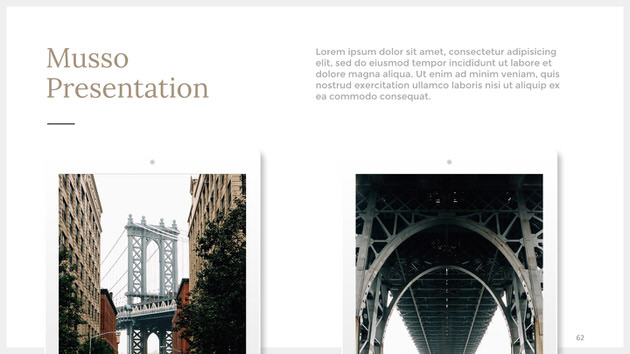 Musso
Presentation
Lorem ipsum dolor sit amet, consectetur adipisicing
elit, sed do eiusmod tempor incididunt ut labore et
dolore magna aliqua. Ut enim ad minim veniam, quis
nostrud exercitation ullamco laboris nisi ut aliquip ex
ea commodo consequat.
62